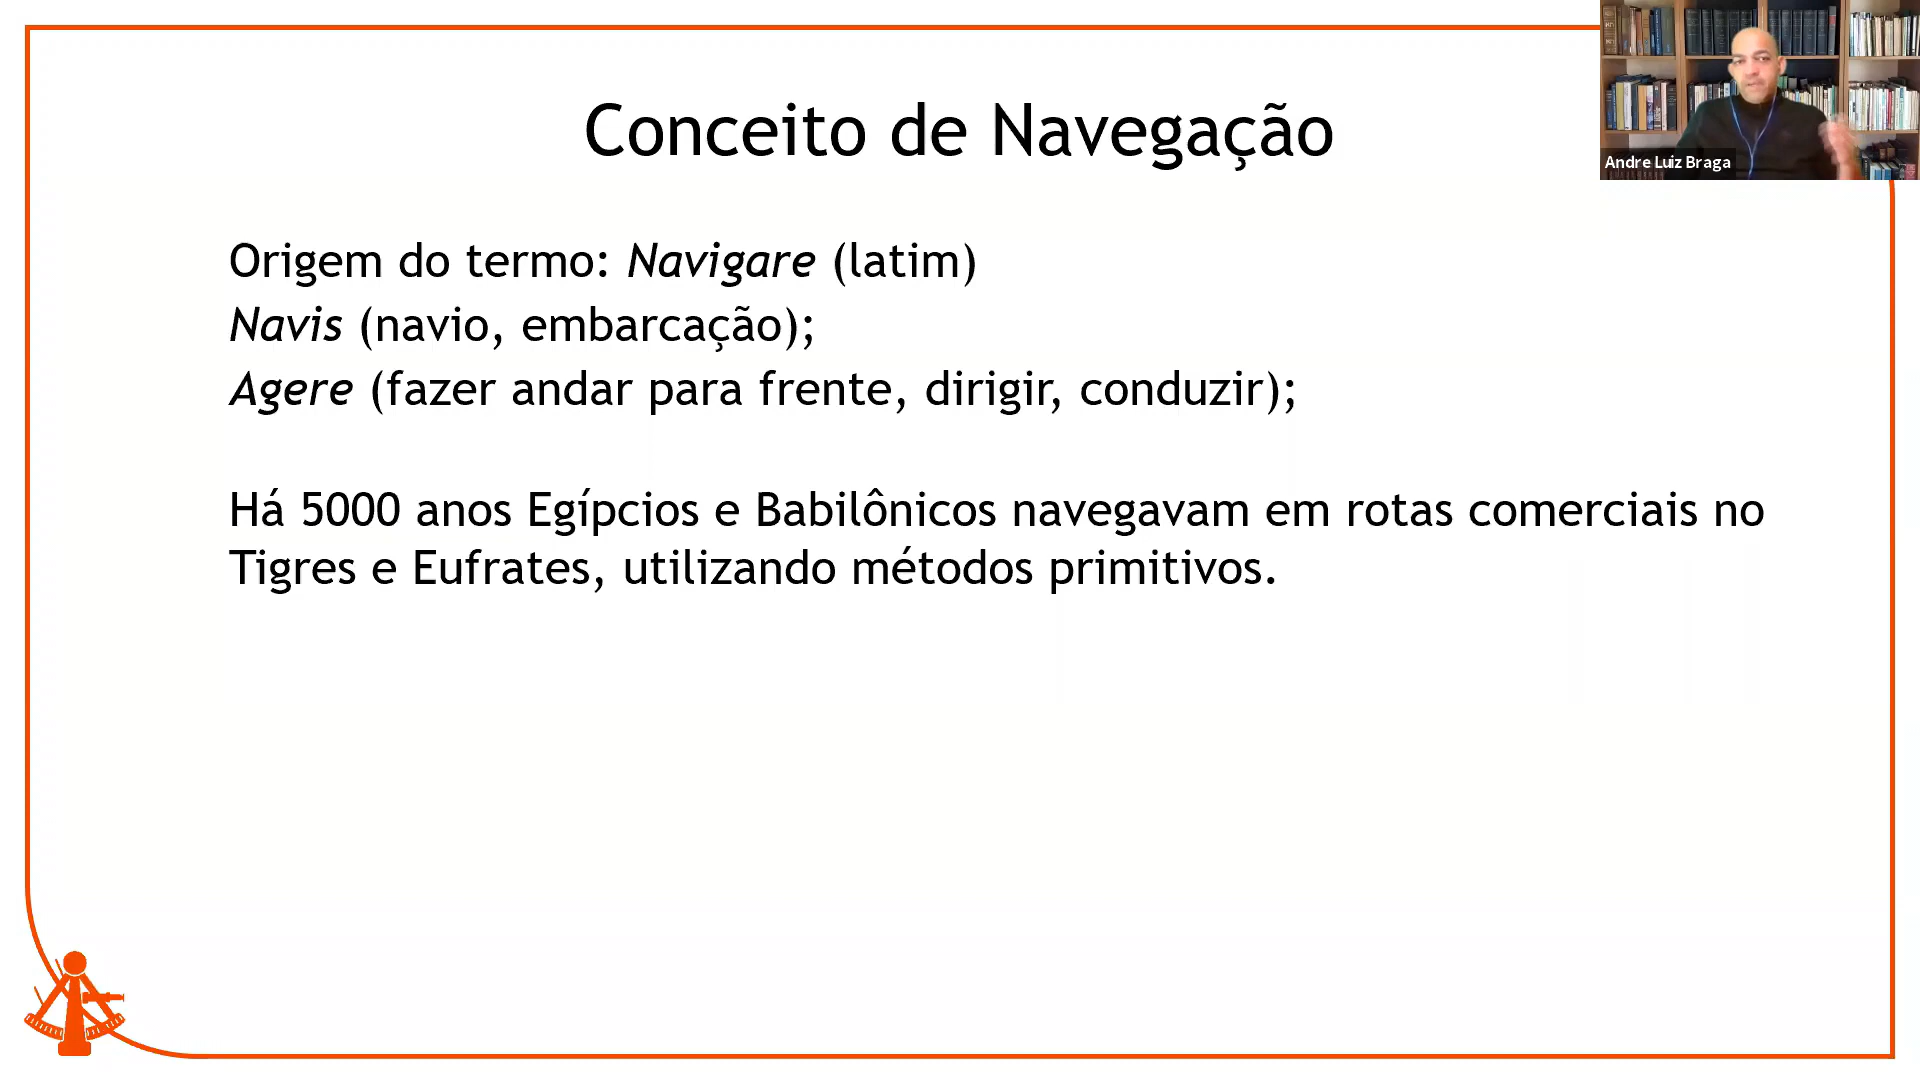 Conceito de Navegação
Andre Luiz Braga
Origem do termo: Navigare (latim)
Navis (navio, embarcação);
Agere (fazer andar para frente, dirigir, conduzir);
Há 5000 anos Egípcios e Babilônicos navegavam em rotas comerciais no
Tigres e Eufrates, utilizando métodos primitivos.